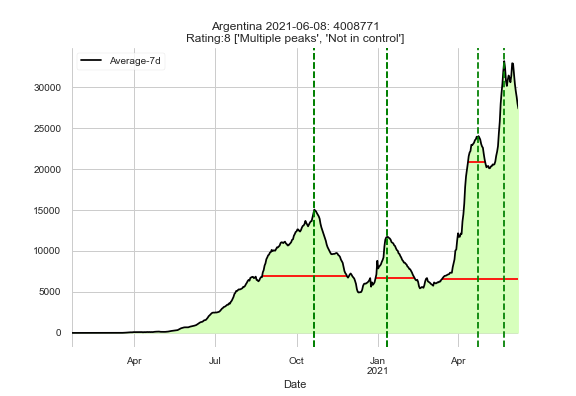 Argentina 2021-06-08: 4008771
Rating:8 ['Multiple peaks', 'Not in control']
Average-7d
30000
25000
20000
15000
10000
5000
0
Apr Jul Oct Jan Apr
2021
Date